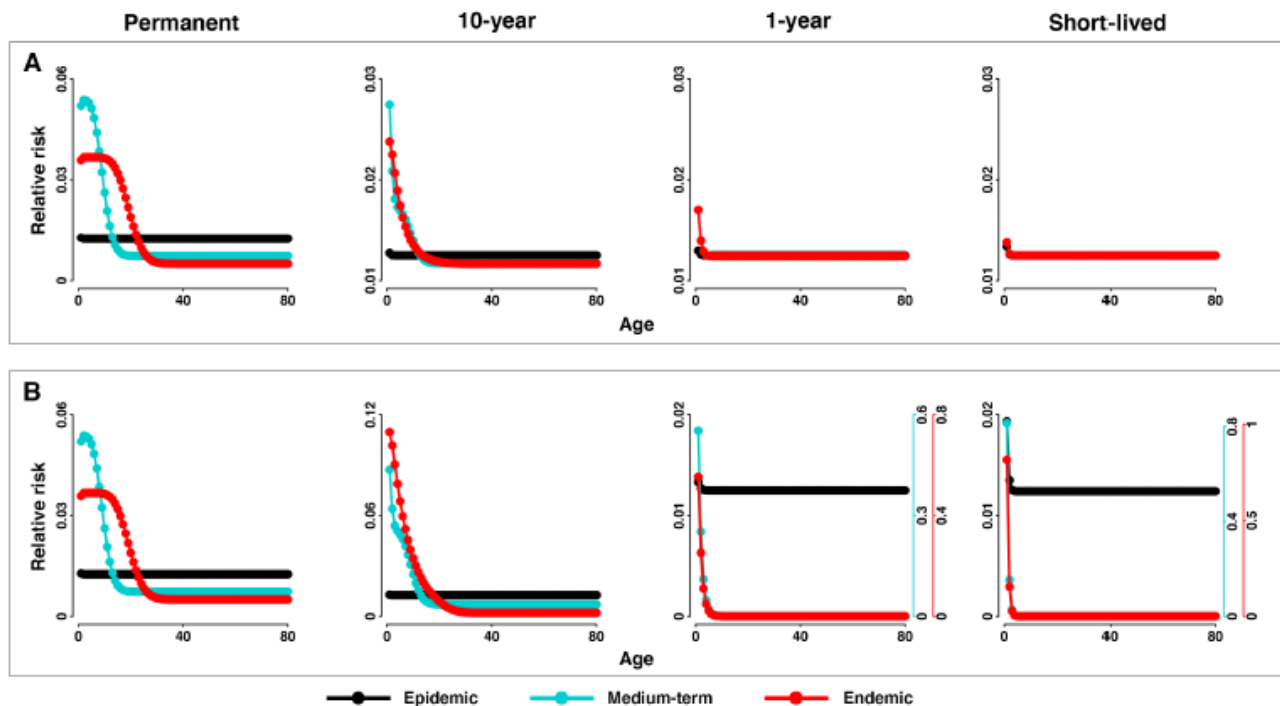 Permanent 10-year 1-year Short-lived
A
Relative risk
0.06 0.03 0
0.03 0.02 0.01
0.03 0.02 0.01
0.03 0.02 0.01
0 40 80 0 40 80 0 40 80 0 40 80
Age
B
Relative risk
0.06 0.03 0
0.12 0.06 0
0.02 0.01 0
0.6 0.3 0
0.8 0.4 0
0.02 0.01 0
0.8 0.4 0
1 0.5 0
0 40 80 0 40 80 0 40 80 0 40 80
Age
Epidemic Medium-term Endemic